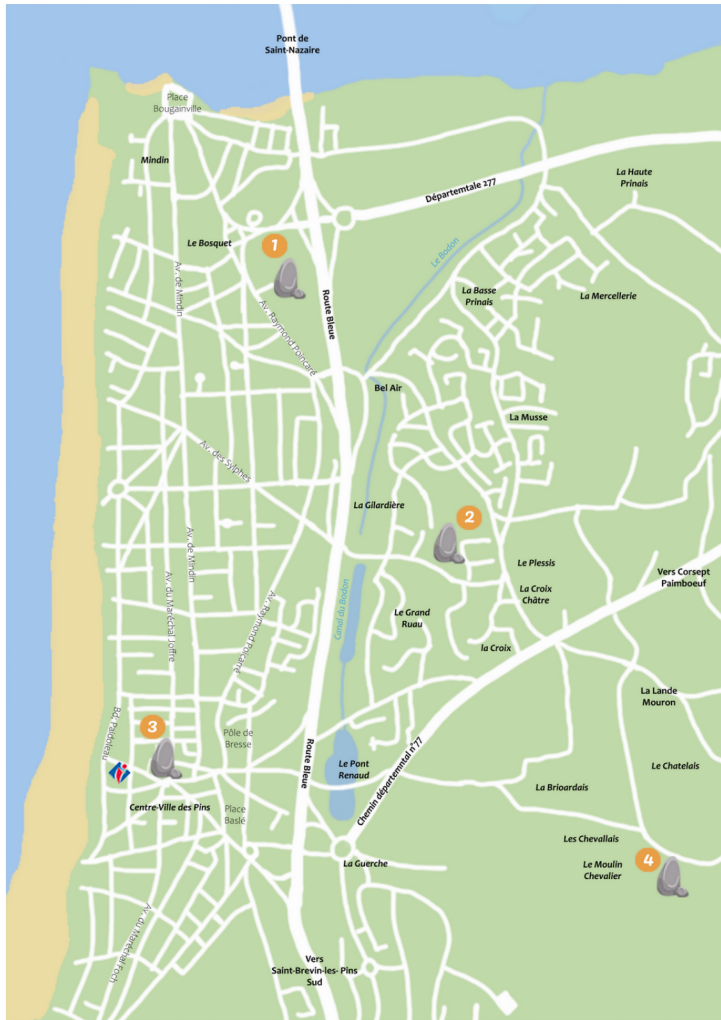 Pont de
Saint-Nazaire
Place
Bougainville
Mindin
La Haute
Prinais
Départemtale 277
Le Bosquet
1
Le Bodon
Av. de Mindin
La Basse
Prinais
La Mercellerie
Route Bleue
Av. Raymond Poincaré
Bel Air
La Musse
Av. des Sylphes
La Gilardière
2
Av. de Mindin
Le Plessis
Vers Corsept
Paimboeuf
La Croix
Châtre
Canal du Bodon
Av. Raymond Poicarré
Av. du Maréchal Joffre
Le Grand
Ruau
la Croix
La Lande
Mouron
Bd. Padioleau
3
Pôle de
Bresse
Route Bleue
Le Pont
Renaud
Le Chatelais
Chemin départemntal n°77
La Brioardais
Centre-Ville des Pins
Place
Baslé
Les Chevallais
4
La Guerche
Le Moulin
Chevalier
Av. du Maréchal Foch
Vers
Saint-Brevin-les- Pins
Sud